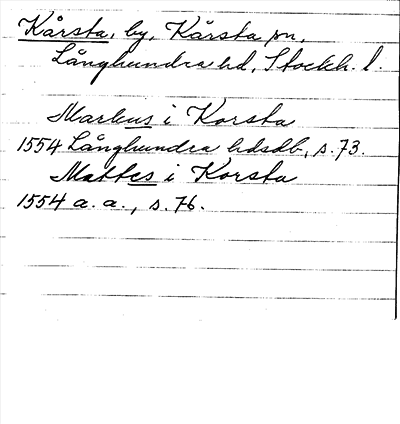 Kårsta, by, Kårsta sn,
Långhundra hd, Stockh. l.
Markus i Korsta
1554 Långhundra hdsdb, s. 73.
Mattes i Korsta
1554 a. a., s. 76.